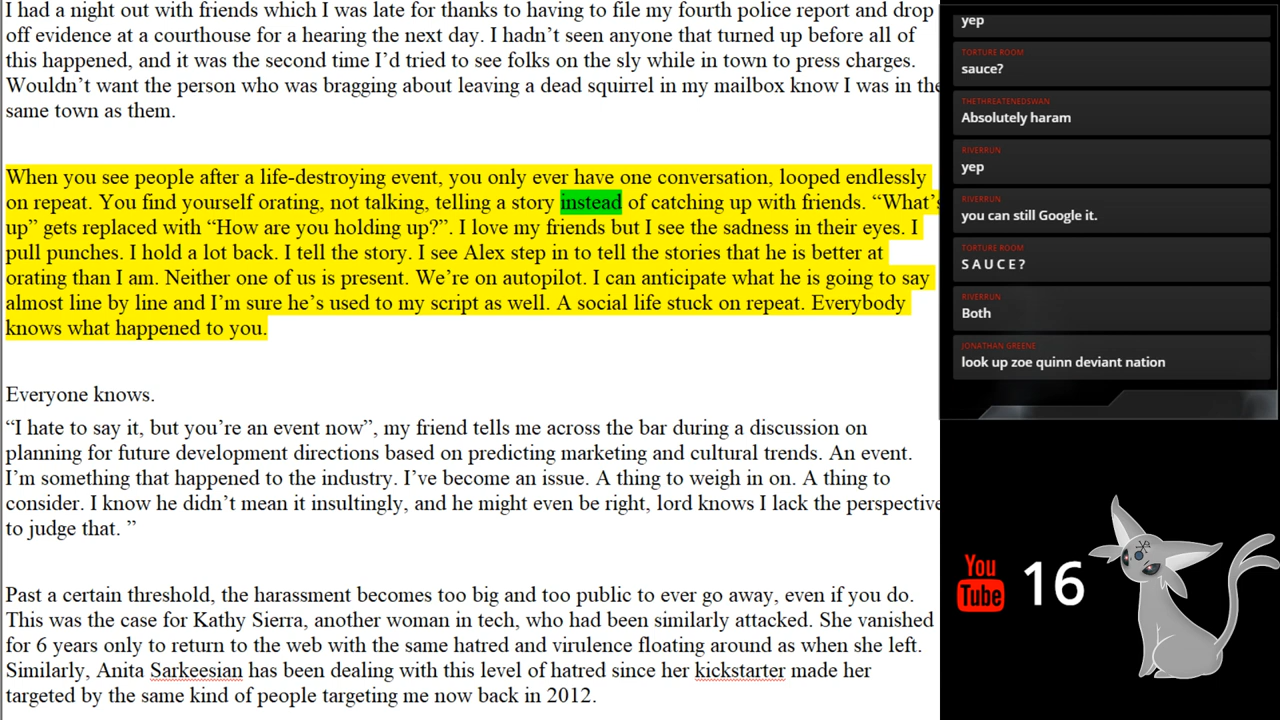 I had a night out with friends which I was late for thanks to having to file my fourth police report and drop
off evidence at a courthouse for a hearing the next day. I hadn’t seen anyone that turned up before all of
this happened, and it was the second time I’d tried to see folks on the sly while in town to press charges.
Wouldn’t want the person who was bragging about leaving a dead squirrel in my mailbox know I was in the
same town as them.
When you see people after a life-destroying event, you only ever have one conversation, looped endlessly
on repeat. You find yourself orating, not talking, telling a story instead of catching up with friends. “What’s
up” gets replaced with “How are you holding up?”. I love my friends but I see the sadness in their eyes. I
pull punches. I hold a lot back. I tell the story. I see Alex step in to tell the stories that he is better at
orating than I am. Neither one of us is present. We’re on autopilot. I can anticipate what he is going to say
almost line by line and I’m sure he’s used to my script as well. A social life stuck on repeat. Everybody
knows what happened to you.
Everyone knows.
“I hate to say it, but you’re an event now”, my friend tells me across the bar during a discussion on
planning for future development directions based on predicting marketing and cultural trends. An event.
I’m something that happened to the industry. I’ve become an issue. A thing to weigh in on. A thing to
consider. I know he didn’t mean it insultingly, and he might even be right, lord knows I lack the perspective
to judge that. ”
Past a certain threshold, the harassment becomes too big and too public to ever go away, even if you do.
This was the case for Kathy Sierra, another woman in tech, who had been similarly attacked. She vanished
for 6 years only to return to the web with the same hatred and virulence floating around as when she left.
Similarly, Anita Sarkeesian has been dealing with this level of hatred since her kickstarter made her
targeted by the same kind of people targeting me now back in 2012.
yep
TORTURE ROOM
sauce?
THETHREATENEDSWAN
Absolutely haram
RIVERRUN
yep
RIVERRUN
you can still Google it.
TORTURE ROOM
S A U C E ?
RIVERRUN
Both
JONATHAN GREENE
look up zoe quinn deviant nation
You
Tube
16